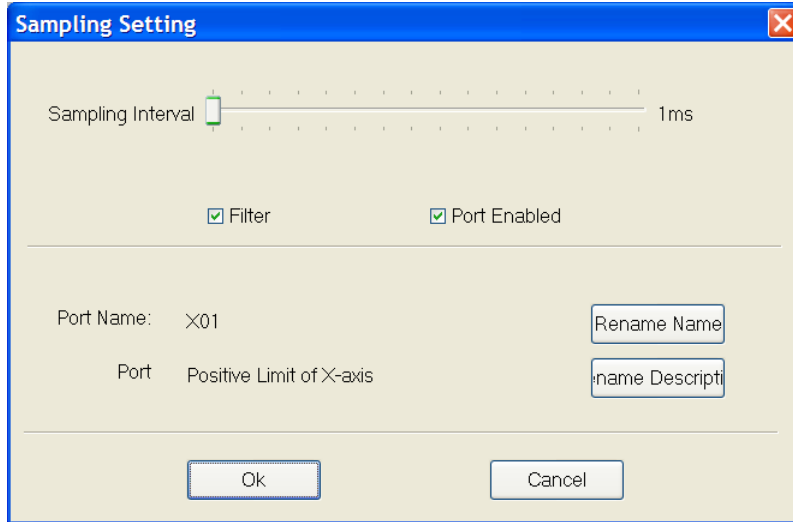 Sampling Setting
Sampling Interval 1ms
Filter Port Enabled
Port Name: X01 Rename Name
Port Positive Limit of X-axis name Descripti
Ok Cancel